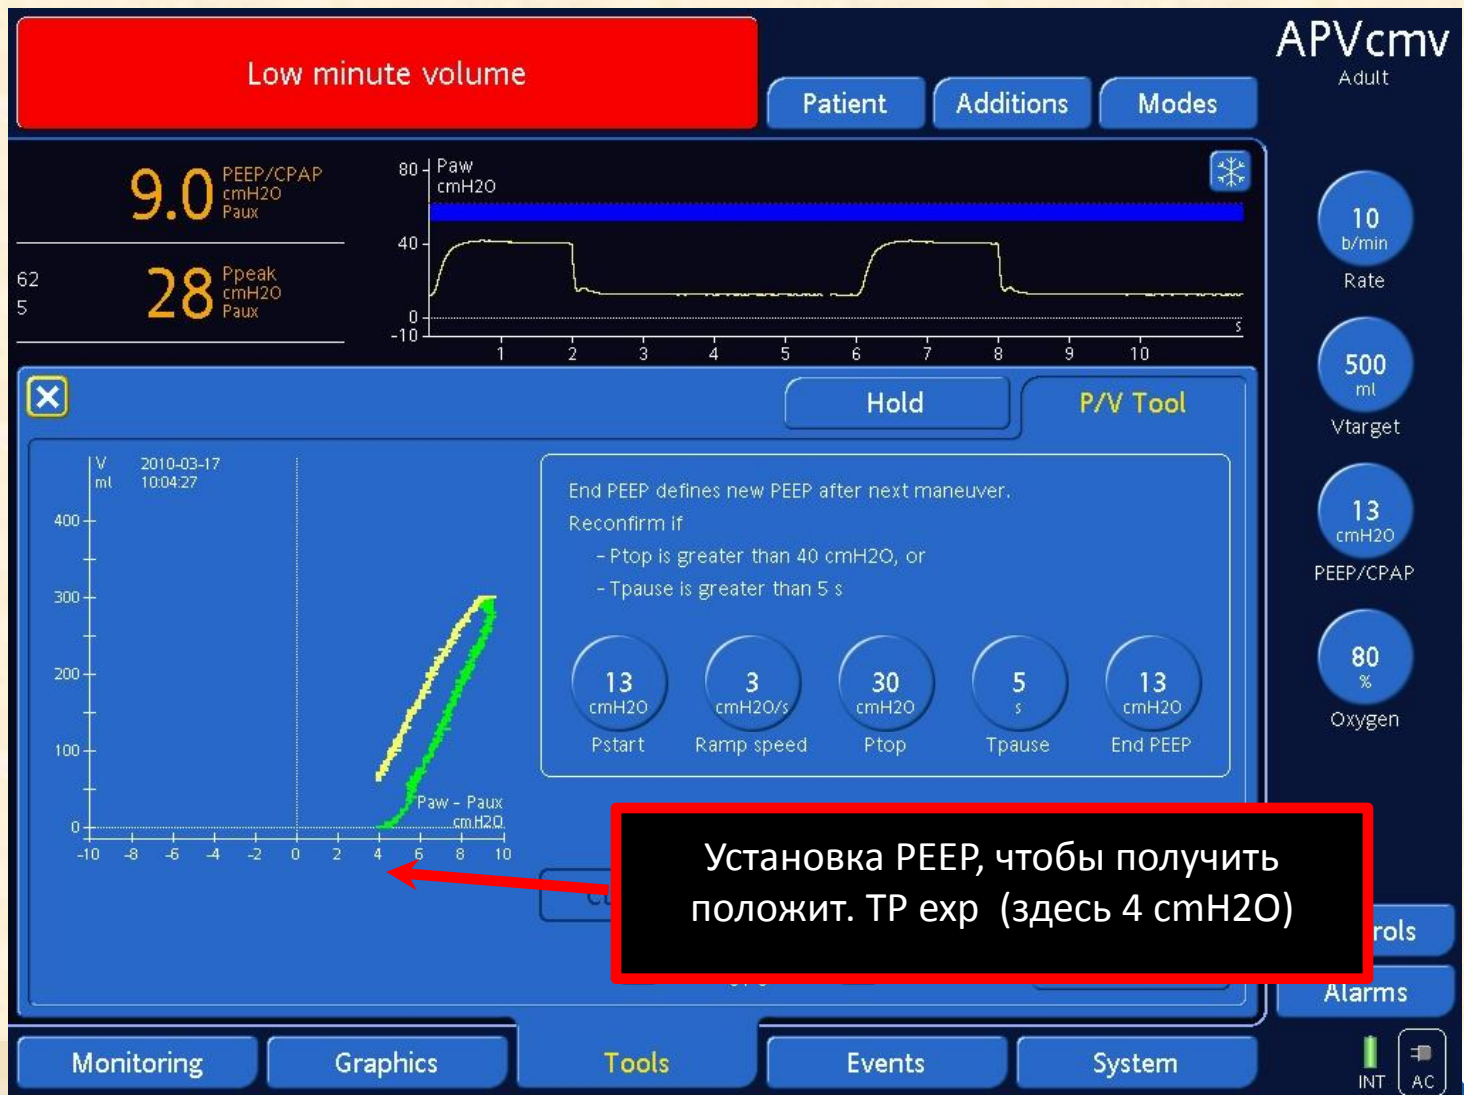 Low minute volume
Patient
Additions
Modes
APVcmv
Adult
9.0
PEEP/CPAP
cmH2O
Paux
62
5
28
Ppeak
cmH2O
Paux
Paw
cmH2O
80
40
0
-10
s
1 2 3 4 5 6 7 8 9 10
10
b/min
Rate
500
ml
Vtarget
13
cmH2O
PEEP/CPAP
80
%
Oxygen
Hold
P/V Tool
V
ml
2010-03-17
10:04:27
400
300
200
100
0
Paw - Paux
cmH2O
-10 -8 -6 -4 -2 0 2 4 6 8 10
End PEEP defines new PEEP after next maneuver.
Reconfirm if
- Ptop is greater than 40 cmH2O, or
- Tpause is greater than 5 s
13
cmH2O
Pstart
3
cmH2O/s
Ramp speed
30
cmH2O
Ptop
5
s
Tpause
13
cmH2O
End PEEP
Установка PEEP, чтобы получить
положит. TP exp (здесь 4 cmH2O)
rols
Alarms
Monitoring
Graphics
Tools
Events
System
INT
AC